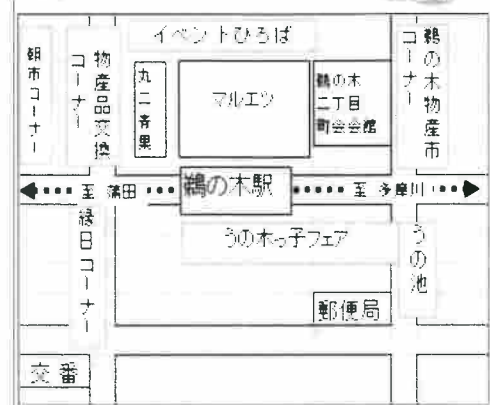 イベントひろば
朝市コーナー
物産品交換コーナー
丸二青果
マルエツ
鵜の木二丁目町会会館
鵜の木物産市コーナー
至 蒲田
鵜の木駅
至 多摩川
縁日コーナー
うの木っ子フェア
うの池
郵便局
交番